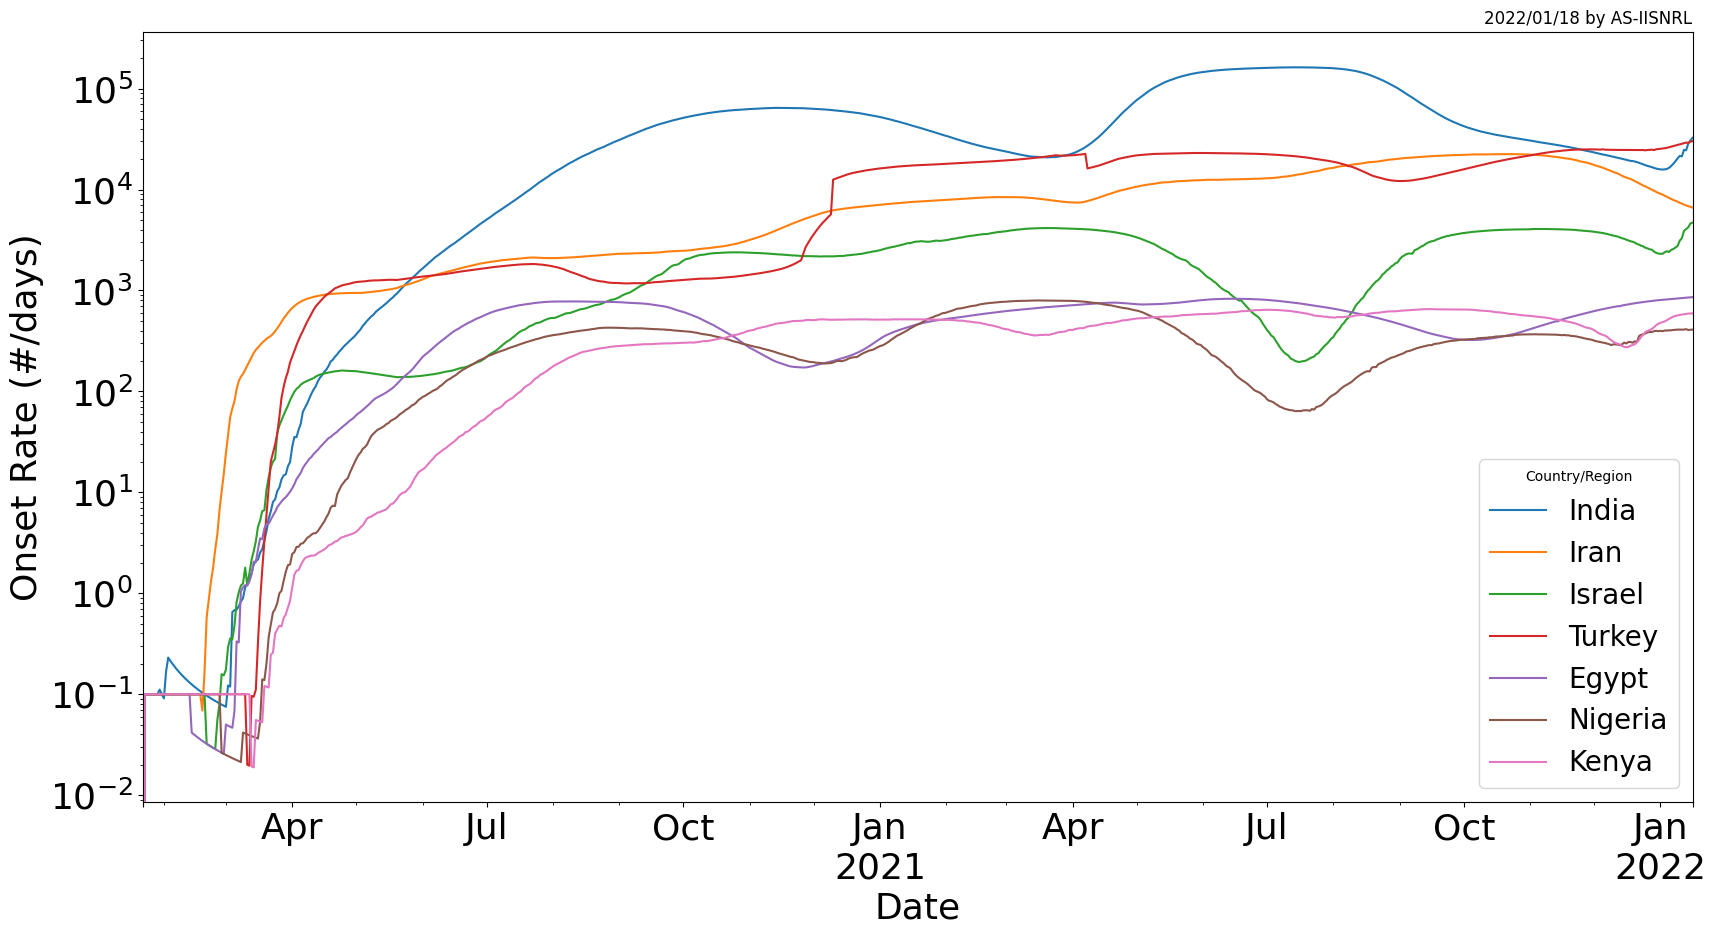 2022/01/18 by AS-IISNRL
Onset Rate (#/days)
10^5
10^4
10^3
10^2
10^1
10^0
10^−1
10^−2
Country/Region
India
Iran
Israel
Turkey
Egypt
Nigeria
Kenya
Apr Jul Oct Jan Apr Jul Oct Jan
2021 2022
Date